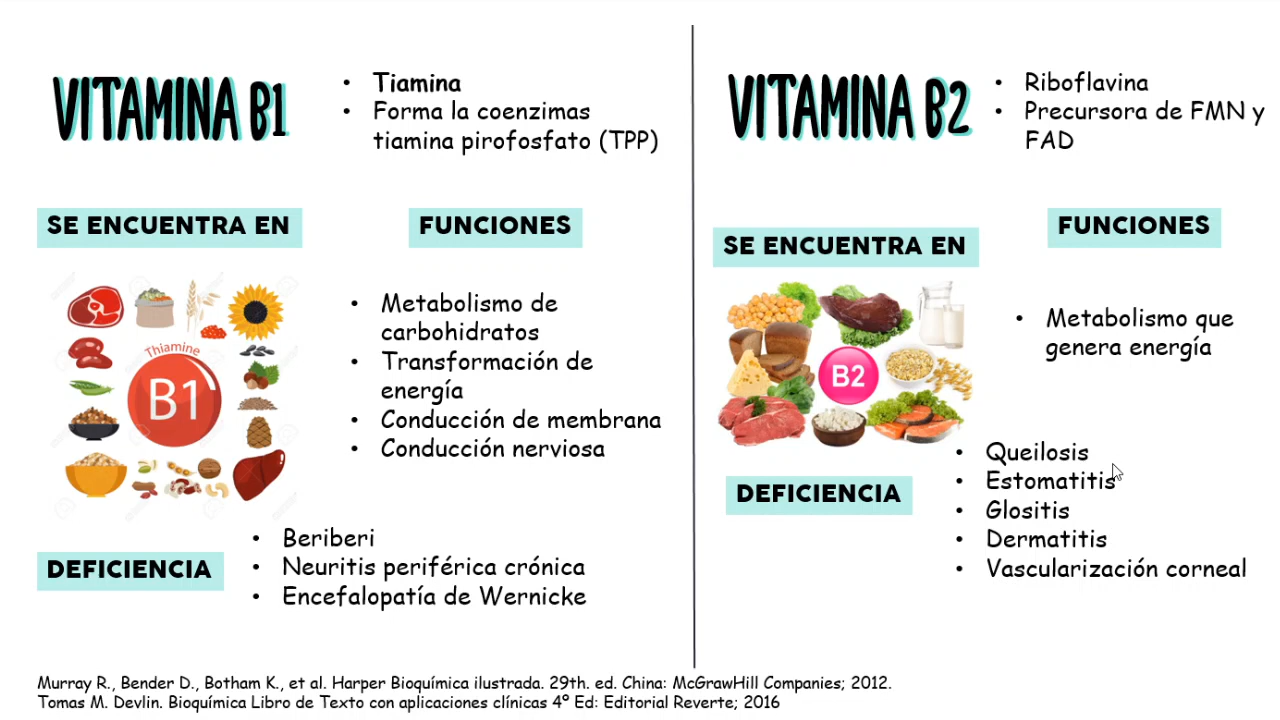 VITAMINA B1
• Tiamina
• Forma la coenzimas
tiamina pirofosfato (TPP)
SE ENCUENTRA EN
FUNCIONES
Thiamine
B1
• Metabolismo de
carbohidratos
• Transformación de
energía
• Conducción de membrana
• Conducción nerviosa
DEFICIENCIA
• Beriberi
• Neuritis periférica crónica
• Encefalopatía de Wernicke
VITAMINA B2
• Riboflavina
• Precursora de FMN y
FAD
SE ENCUENTRA EN
FUNCIONES
B2
• Metabolismo que
genera energía
DEFICIENCIA
• Queilosis
• Estomatitis
• Glositis
• Dermatitis
• Vascularización corneal
Murray R., Bender D., Botham K., et al. Harper Bioquímica ilustrada. 29th. ed. China: McGrawHill Companies; 2012.
Tomas M. Devlin. Bioquímica Libro de Texto con aplicaciones clínicas 4º Ed: Editorial Reverte; 2016